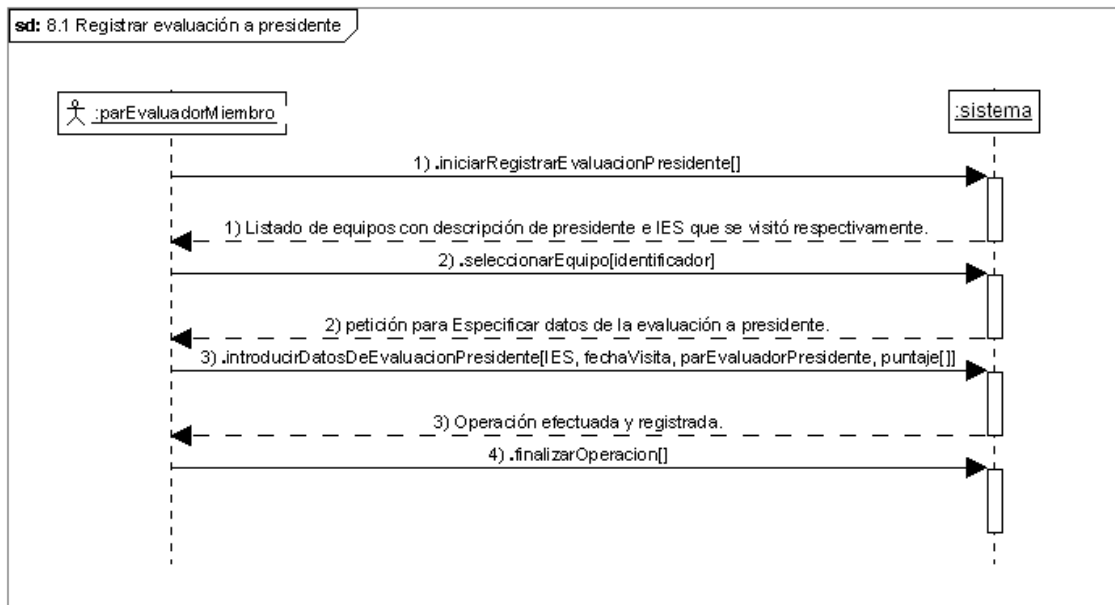 sd: 8.1 Registrar evaluación a presidente
:parEvaluadorMiembro
:sistema
1) .iniciarRegistrarEvaluacionPresidente[]
1) Listado de equipos con descripción de presidente e IES que se visitó respectivamente.
2) .seleccionarEquipo[identificador]
2) petición para Especificar datos de la evaluación a presidente.
3) .introducirDatosDeEvaluacionPresidente[IES, fechaVisita, parEvaluadorPresidente, puntaje[]]
3) Operación efectuada y registrada.
4) .finalizarOperacion[]